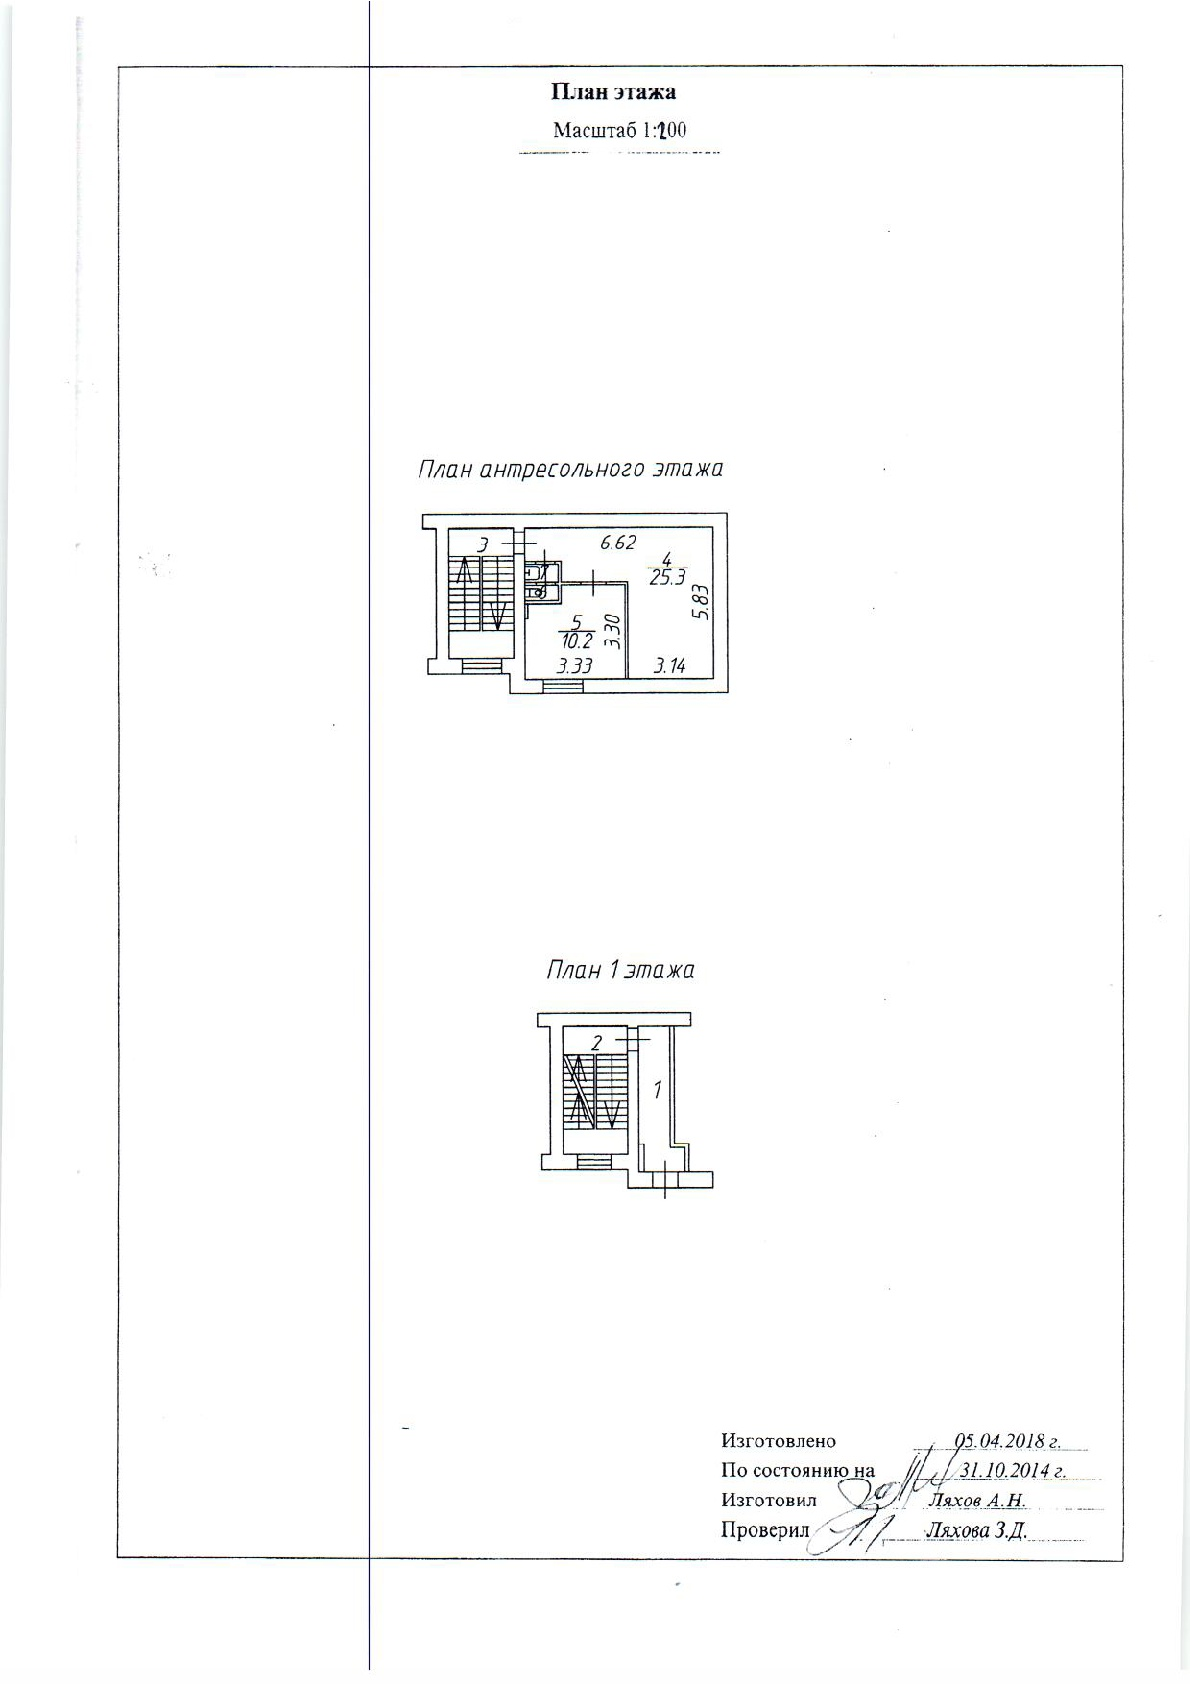 План этажа
Масштаб 1:200
План антресольного этажа
3
6.62
4
25.3
5.83
5
10.2
3.30
3.33
3.14
План 1 этажа
2
1
Изготовлено 05.04.2018 г.
По состоянию на 31.10.2014 г.
Изготовил Ляхов А.Н.
Проверил Ляхова З.Д.